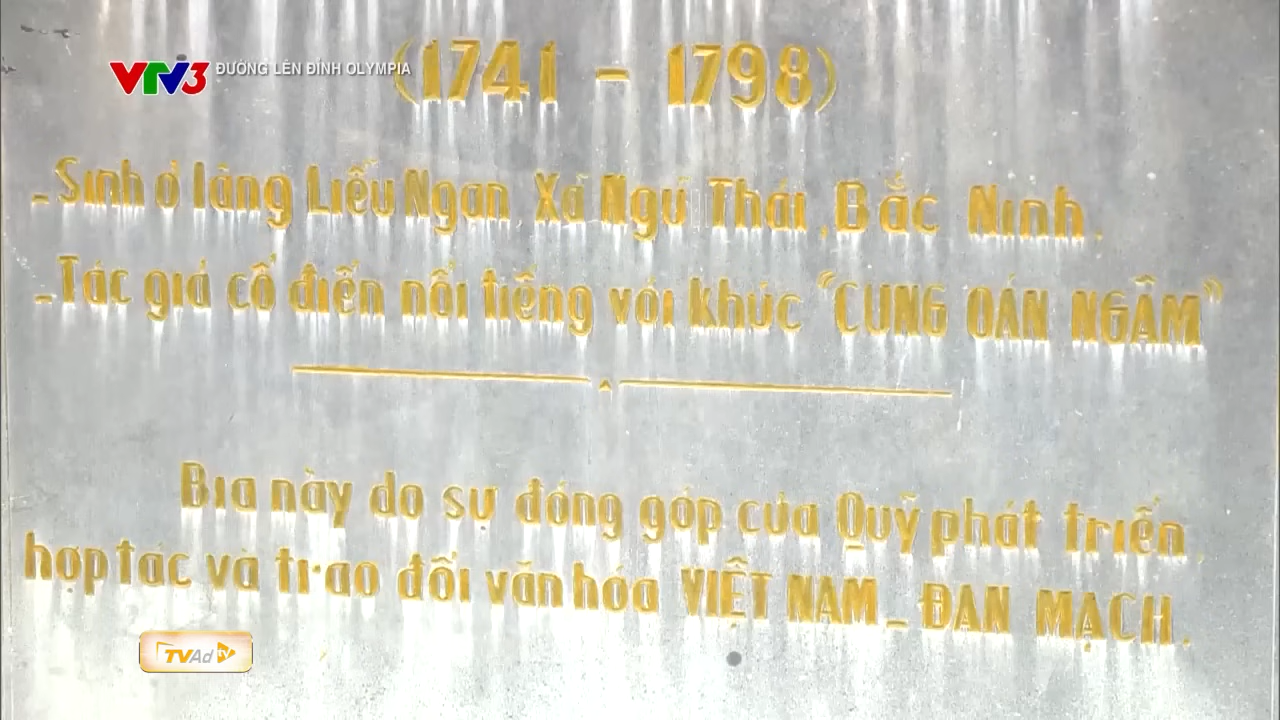 VTV3 ĐƯỜNG LÊN ĐỈNH OLYMPIA
(1741 - 1798)
- Sinh ở làng Liễu Ngạn, Xã Ngũ Thái, Bắc Ninh.
- Tác giả cổ điển nổi tiếng với khúc "CUNG OÁN NGÂM"
Bia này do sự đóng góp của Quỹ phát triển,
hợp tác và trao đổi văn hóa VIỆT NAM - ĐAN MẠCH.
TVAd TV